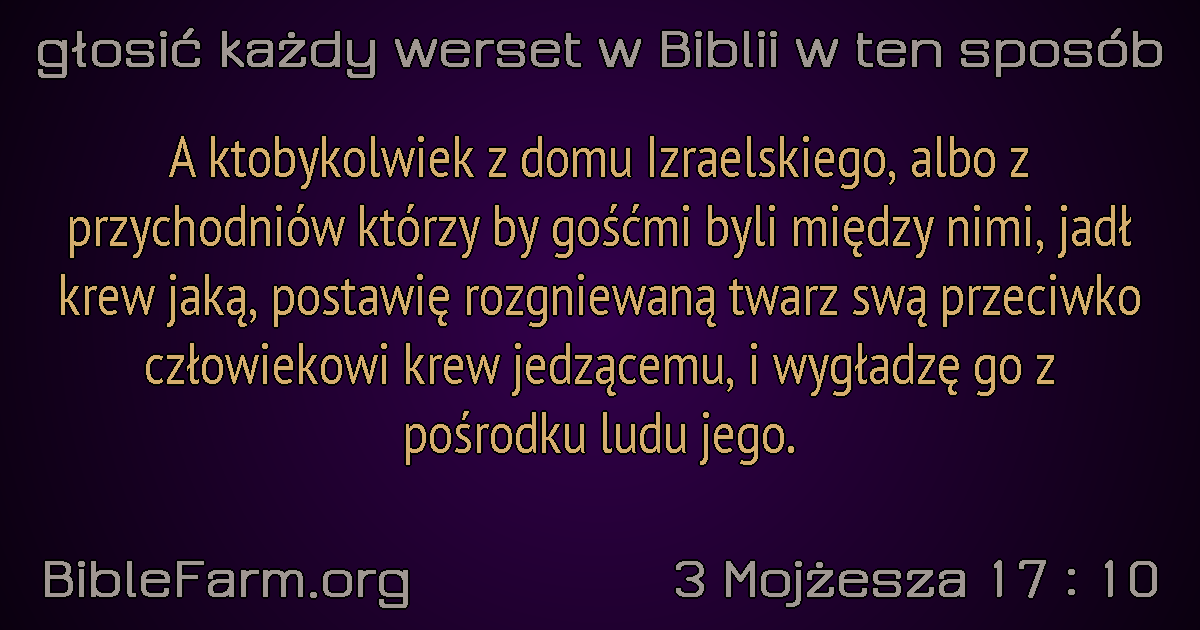 głosić każdy werset w Biblii w ten sposób
A ktobykolwiek z domu Izraelskiego, albo z
przychodniów którzy by gośćmi byli między nimi, jadł
krew jaką, postawię rozgniewaną twarz swą przeciwko
człowiekowi krew jedzącemu, i wygładzę go z
pośrodku ludu jego.
BibleFarm.org
3 Mojżesza 17 : 10